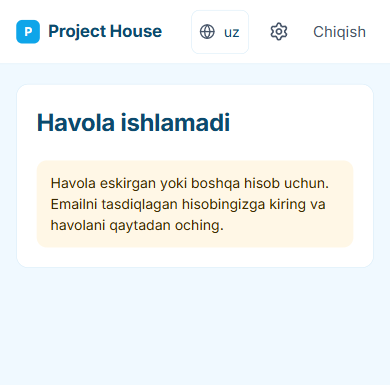 P Project House uz Chiqish
Havola ishlamadi
Havola eskirgan yoki boshqa hisob uchun.
Emailni tasdiqlagan hisobingizga kiring va
havolani qaytadan oching.